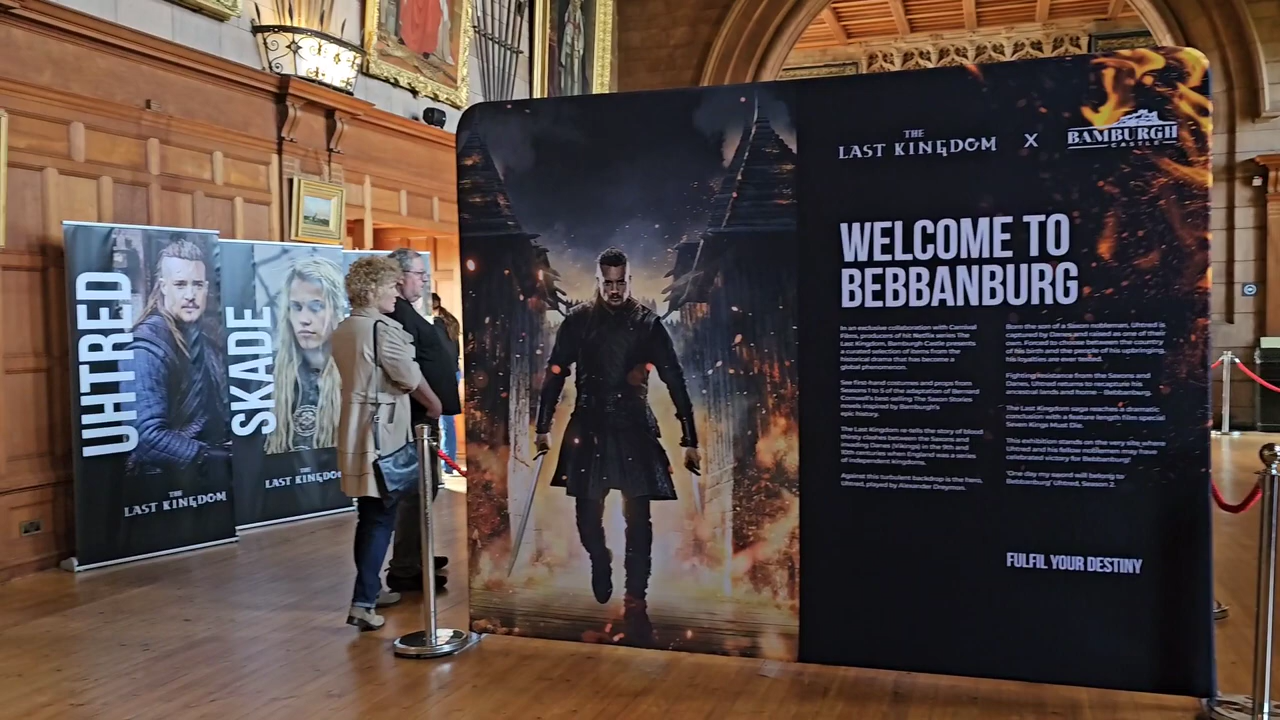 UHTRED
THE
LAST KINGDOM
SKADE
THE
LAST KINGDO
THE
LAST KINGDOM X BAMBURGH
CASTLE
WELCOME TO
BEBBANBURG
In an exclusive collaboration with Carnival
Films, producers of hit Netflix series The
Last Kingdom, Bamburgh Castle presents
a curated selection of items from the
historical drama that has become a
global phenomenon.
See first-hand costumes and props from
Seasons 1 to 5 of the adaptation of Bernard
Cornwell's best-selling The Saxon Stories
novels inspired by Bamburgh's
epic history.
The Last Kingdom re-tells the story of blood
thirsty clashes between the Saxons and
invading Danes (Vikings) in the 9th and
10th centuries when England was a series
of independent kingdoms.
Against this turbulent backdrop is the hero,
Uhtred, played by Alexander Dreymon.
Born the son of a Saxon nobleman, Uhtred is
captured by Danes and raised as one of their
own. Forced to choose between the country
of his birth and the people of his upbringing,
his loyalties are ever tested.
Fighting resistance from the Saxons and
Danes, Uhtred returns to recapture his
ancestral lands and home – Bebbanburg.
The Last Kingdom saga reaches a dramatic
conclusion with a feature length film special
Seven Kings Must Die.
This exhibition stands on the very site where
Uhtred and his fellow noblemen may have
celebrated victory for Bebbanburg!
'One day my sword will belong to
Bebbanburg' Uhtred, Season 2.
FULFIL YOUR DESTINY